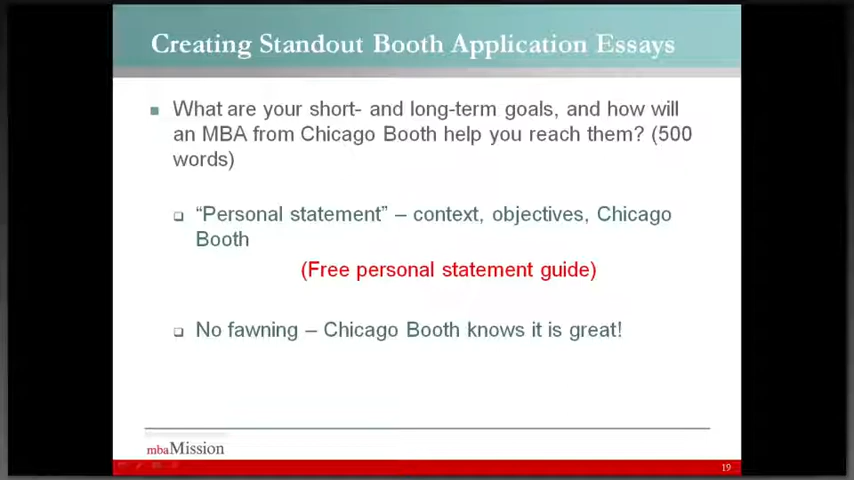 Creating Standout Booth Application Essays
What are your short- and long-term goals, and how will
an MBA from Chicago Booth help you reach them? (500
words)
“Personal statement” – context, objectives, Chicago
Booth
(Free personal statement guide)
No fawning – Chicago Booth knows it is great!
mbaMission
19